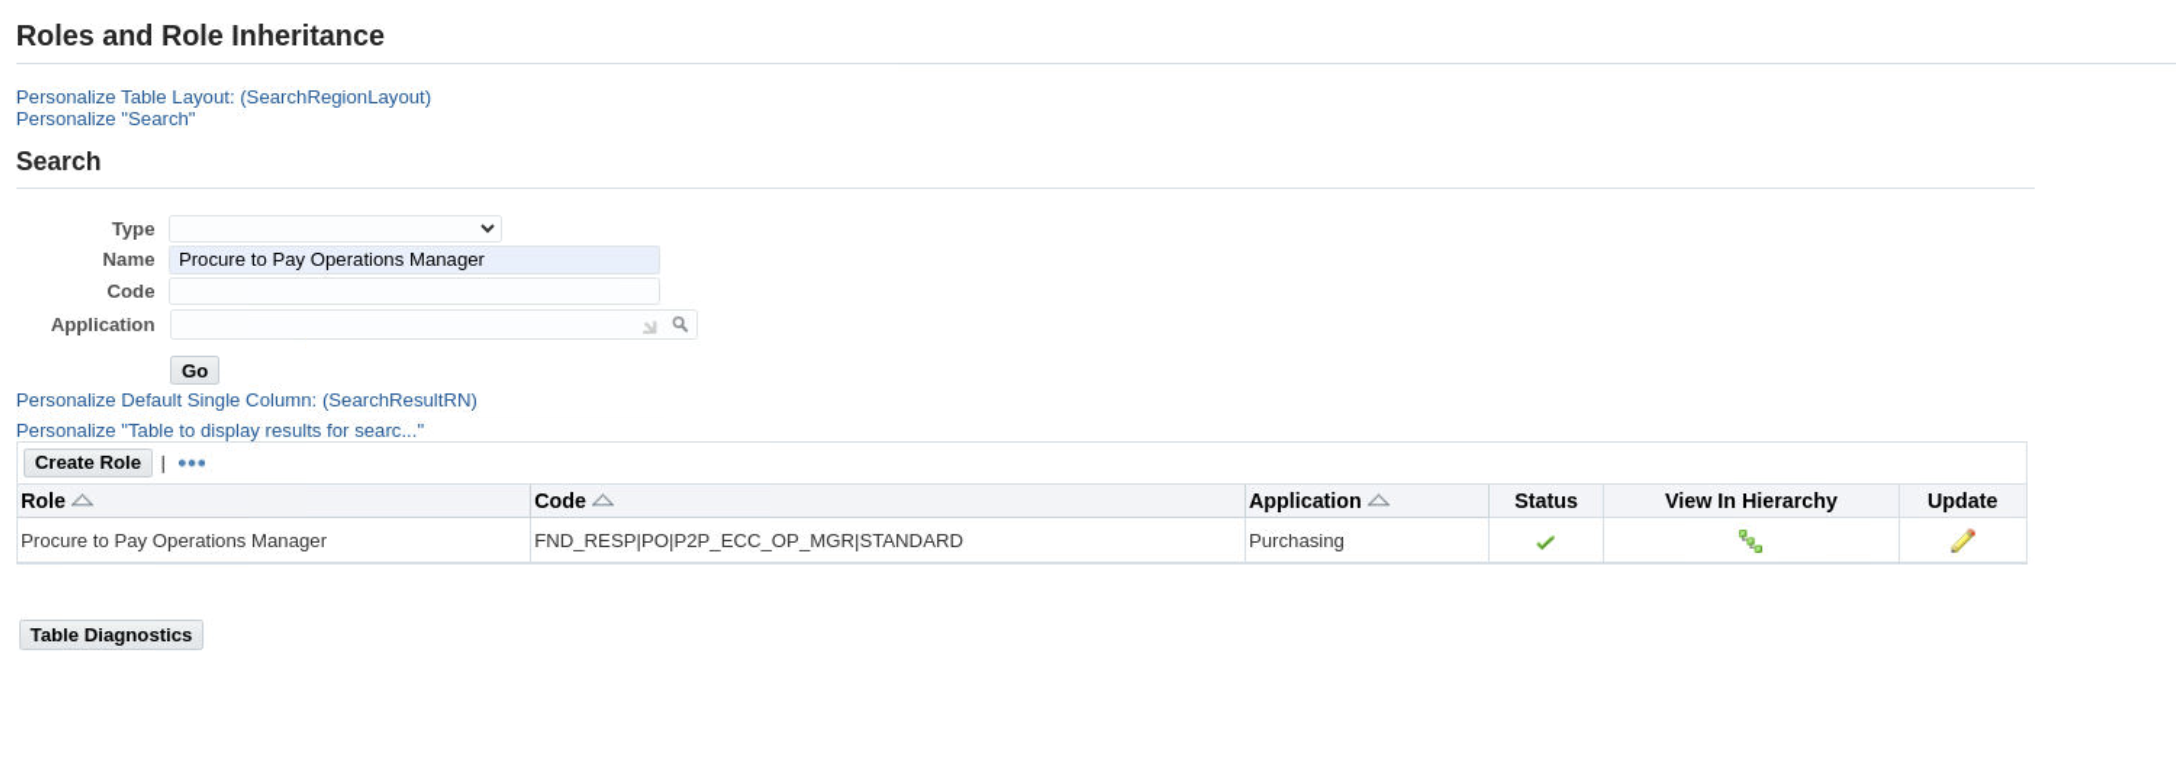 Roles and Role Inheritance
Personalize Table Layout: (SearchRegionLayout)
Personalize "Search"
Search
Type
Name Procure to Pay Operations Manager
Code
Application
Go
Personalize Default Single Column: (SearchResultRN)
Personalize "Table to display results for searc..."
Create Role | •••
Role Code Application Status View In Hierarchy Update
Procure to Pay Operations Manager FND_RESP|PO|P2P_ECC_OP_MGR|STANDARD Purchasing
Table Diagnostics